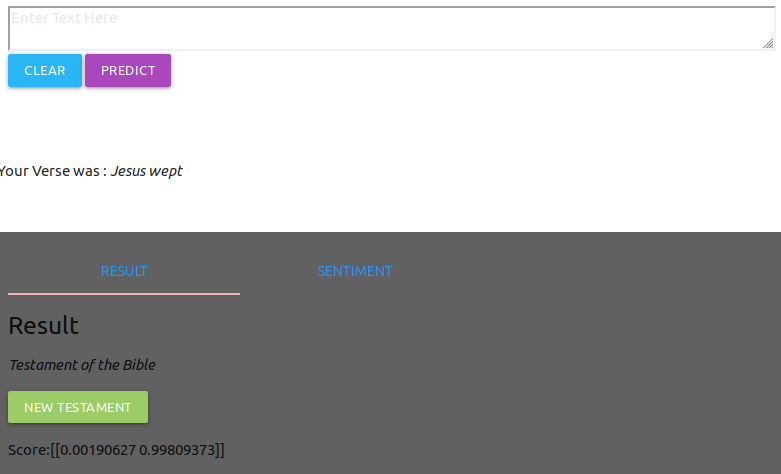 Enter Text Here
CLEAR PREDICT
Your Verse was : Jesus wept
RESULT SENTIMENT
Result
Testament of the Bible
NEW TESTAMENT
Score:[[0.00190627 0.99809373]]